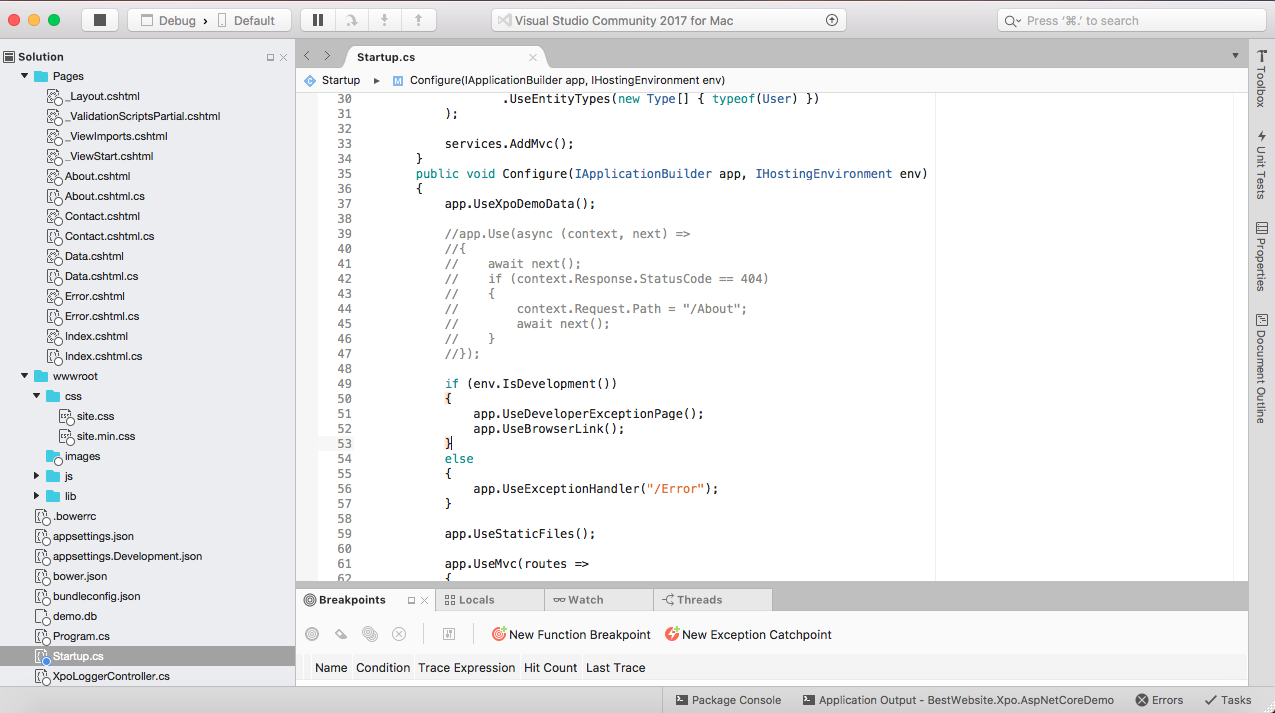 Debug › Default
Visual Studio Community 2017 for Mac
Press '⌘.' to search
Solution
Pages
_Layout.cshtml
_ValidationScriptsPartial.cshtml
_ViewImports.cshtml
_ViewStart.cshtml
About.cshtml
About.cshtml.cs
Contact.cshtml
Contact.cshtml.cs
Data.cshtml
Data.cshtml.cs
Error.cshtml
Error.cshtml.cs
Index.cshtml
Index.cshtml.cs
wwwroot
css
site.css
site.min.css
images
js
lib
.bowerrc
appsettings.json
appsettings.Development.json
bower.json
bundleconfig.json
demo.db
Program.cs
Startup.cs
XpoLoggerController.cs
Startup.cs
C Startup ▸ M Configure(IApplicationBuilder app, IHostingEnvironment env)
30 .UseEntityTypes(new Type[] { typeof(User) })
31 );
32
33 services.AddMvc();
34 }
35 public void Configure(IApplicationBuilder app, IHostingEnvironment env)
36 {
37 app.UseXpoDemoData();
38
39 //app.Use(async (context, next) =>
40 //{
41 // await next();
42 // if (context.Response.StatusCode == 404)
43 // {
44 // context.Request.Path = "/About";
45 // await next();
46 // }
47 //});
48
49 if (env.IsDevelopment())
50 {
51 app.UseDeveloperExceptionPage();
52 app.UseBrowserLink();
53 }
54 else
55 {
56 app.UseExceptionHandler("/Error");
57 }
58
59 app.UseStaticFiles();
60
61 app.UseMvc(routes =>
62 {
Toolbox
Unit Tests
Properties
Document Outline
Breakpoints
Locals
Watch
Threads
New Function Breakpoint
New Exception Catchpoint
Name Condition Trace Expression Hit Count Last Trace
Package Console
Application Output - BestWebsite.Xpo.AspNetCoreDemo
Errors
Tasks